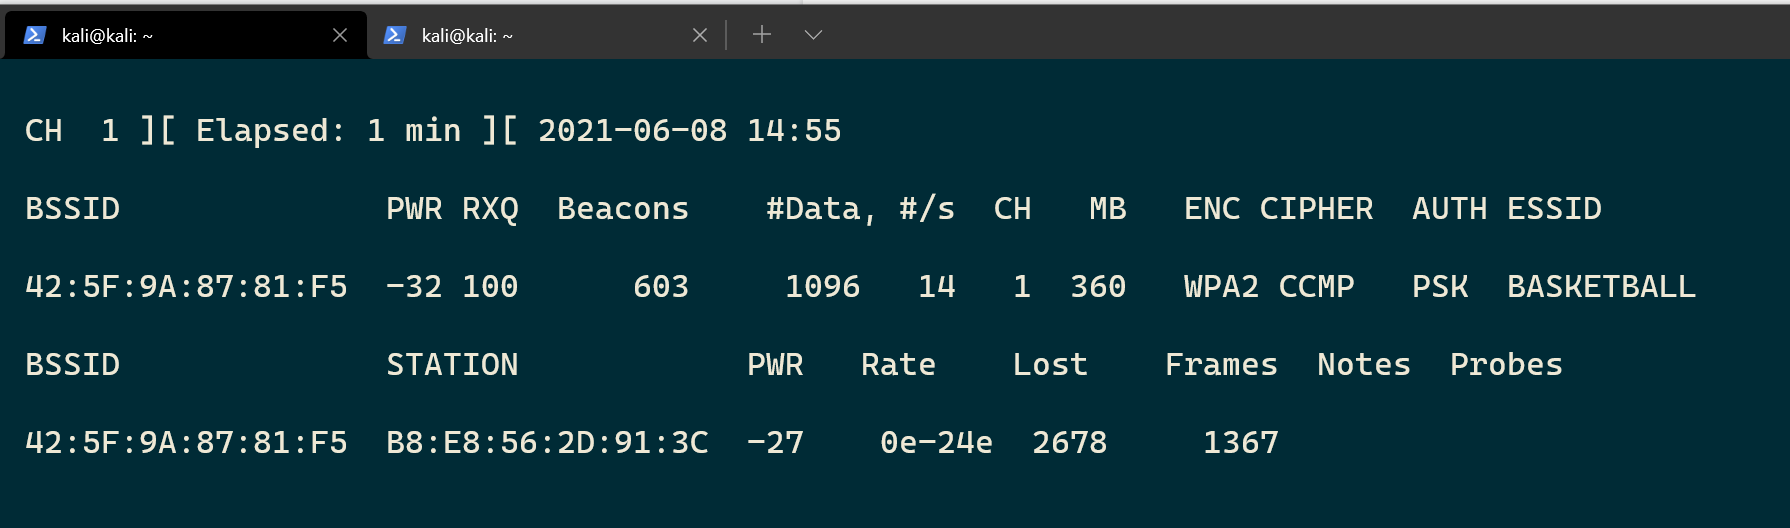 kali@kali: ~ kali@kali: ~
CH  1 ][ Elapsed: 1 min ][ 2021-06-08 14:55
BSSID              PWR RXQ  Beacons    #Data, #/s  CH   MB   ENC CIPHER  AUTH ESSID
42:5F:9A:87:81:F5  -32 100      603     1096   14   1  360   WPA2 CCMP   PSK  BASKETBALL
BSSID              STATION            PWR   Rate    Lost    Frames  Notes  Probes
42:5F:9A:87:81:F5  B8:E8:56:2D:91:3C  -27    0e-24e  2678     1367